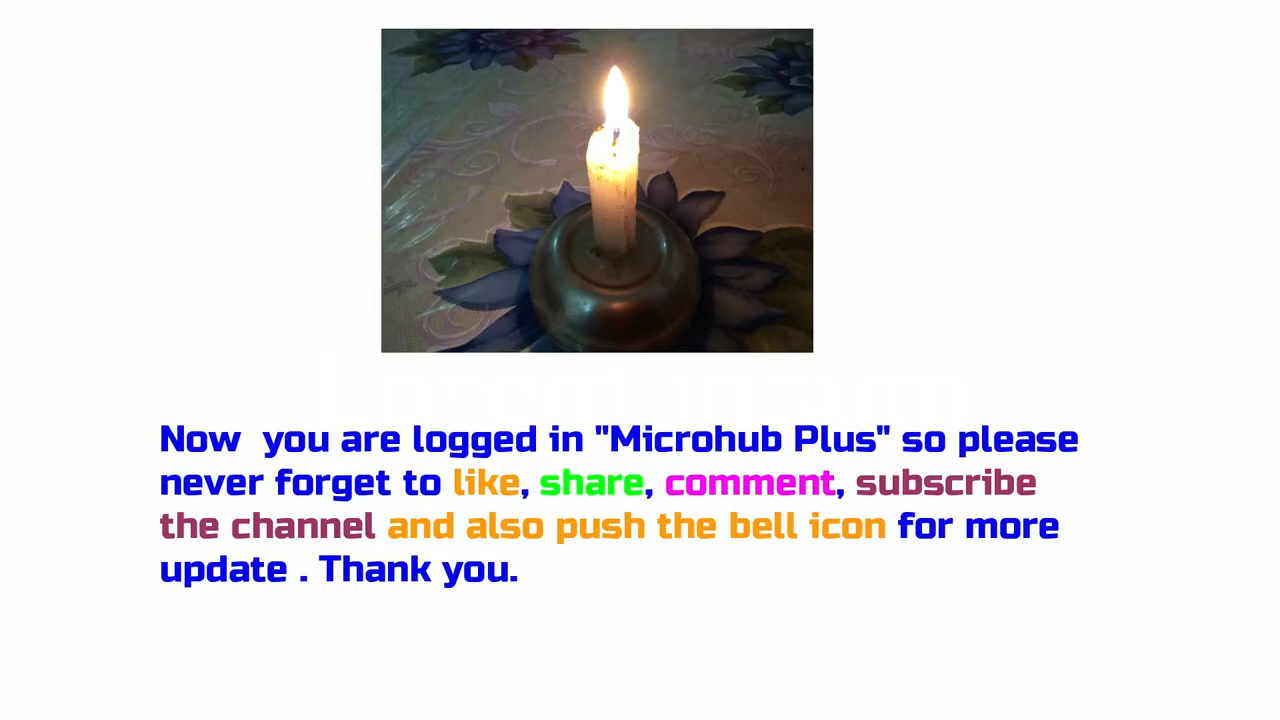 Now  you are logged in "Microhub Plus" so please
never forget to like, share, comment, subscribe
the channel and also push the bell icon for more
update . Thank you.